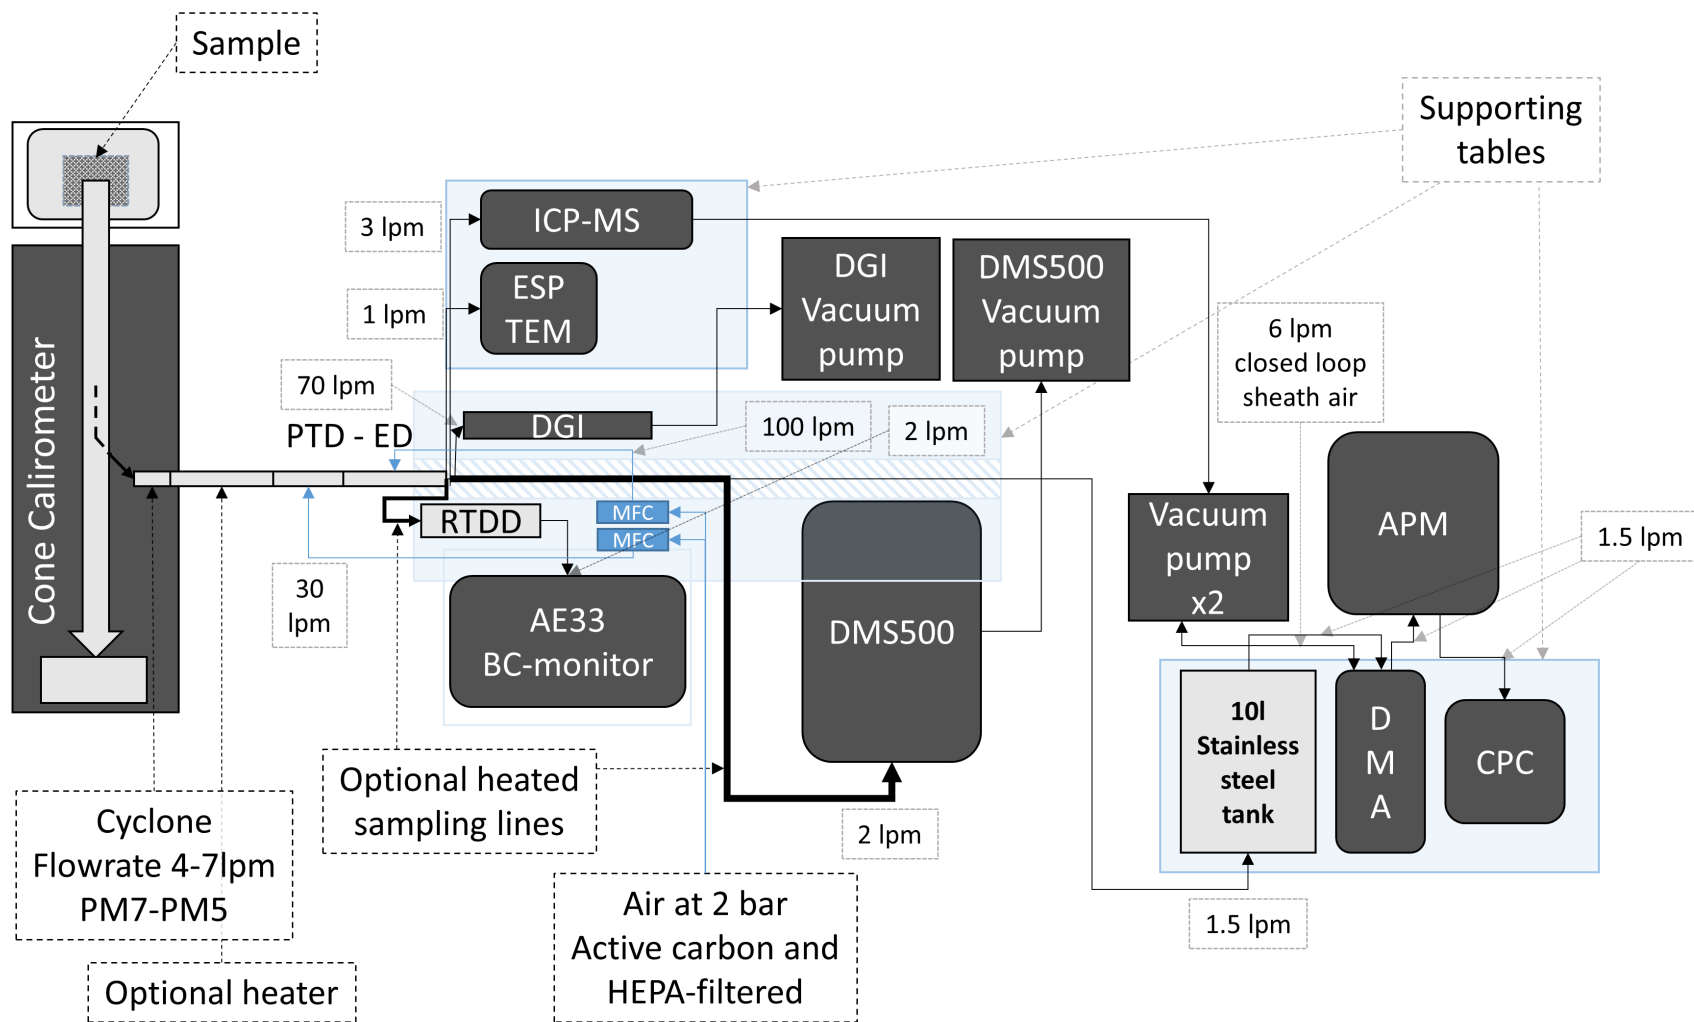 Sample
Supporting
tables
3 lpm
ICP-MS
1 lpm
ESP
TEM
DGI
Vacuum
pump
DMS500
Vacuum
pump
6 lpm
closed loop
sheath air
70 lpm
PTD - ED
DGI
100 lpm
2 lpm
Cone Calirometer
RTDD
MFC
MFC
30
lpm
AE33
BC-monitor
DMS500
Vacuum
pump
x2
APM
1.5 lpm
10l
Stainless
steel
tank
D
M
A
CPC
Optional heated
sampling lines
2 lpm
Cyclone
Flowrate 4-7lpm
PM7-PM5
Air at 2 bar
Active carbon and
HEPA-filtered
1.5 lpm
Optional heater